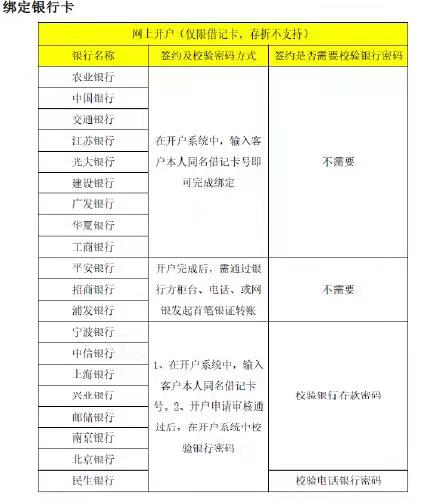 绑定银行卡
网上开户（仅限借记卡，存折不支持）
银行名称 签约及校验密码方式 签约是否需要校验银行密码
农业银行
中国银行
交通银行
江苏银行
光大银行
建设银行
广发银行
华夏银行
工商银行
在开户系统中，输入客
户本人同名借记卡号即
可完成绑定
不需要
平安银行
招商银行
浦发银行
开户完成后，需通过银
行方柜台、电话、或网
银发起首笔银证转账
不需要
宁波银行
中信银行
上海银行
兴业银行
邮储银行
南京银行
北京银行
民生银行
1、在开户系统中，输入
客户本人同名借记卡
号。2、开户申请审核通
过后，在开户系统中校
验银行密码
校验银行存款密码
校验电话银行密码